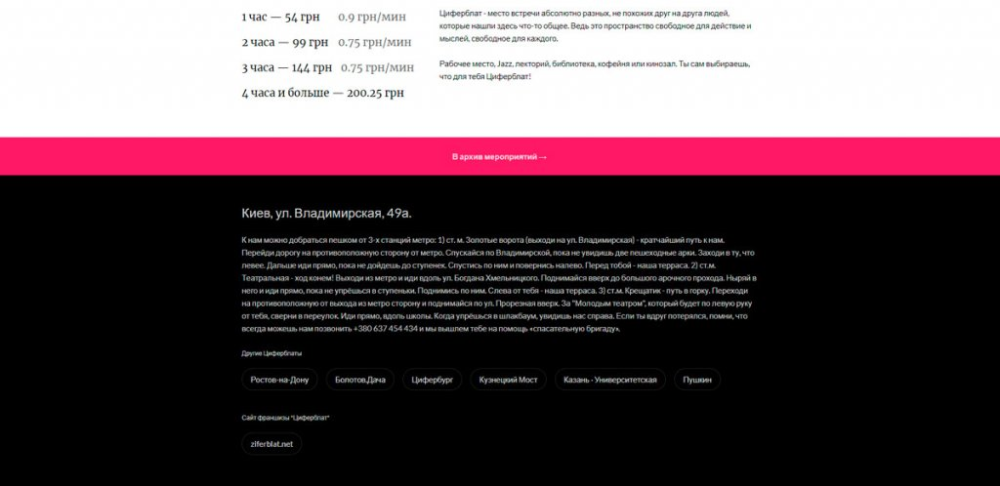 1 час — 54 грн 0.9 грн/мин
2 часа — 99 грн 0.75 грн/мин
3 часа — 144 грн 0.75 грн/мин
4 часа и больше — 200.25 грн
Циферблат - место встречи абсолютно разных, не похожих друг на друга людей,
которые нашли здесь что-то общее. Ведь это пространство свободное для действие и
мыслей, свободное для каждого.
Рабочее место, Jazz, лекторий, библиотека, кофейня или кинозал. Ты сам выбираешь,
что для тебя Циферблат!
В архив мероприятий →
Киев, ул. Владимирская, 49а.
К нам можно добраться пешком от 3-х станций метро: 1) ст. м. Золотые ворота (выходи на ул. Владимирская) - кратчайший путь к нам.
Перейди дорогу на противоположную сторону от метро. Спускайся по Владимирской, пока не увидишь две пешеходные арки. Заходи в ту, что
левее. Дальше иди прямо, пока не дойдешь до ступенек. Спустись по ним и повернись налево. Перед тобой - наша терраса. 2) ст.м.
Театральная - ход конем! Выходи из метро и иди вдоль ул. Богдана Хмельницкого. Поднимайся вверх до большого арочного прохода. Ныряй в
него и иди прямо, пока не упрёшься в ступеньки. Поднимись по ним. Слева от тебя - наша терраса. 3) ст.м. Крещатик - путь в горку. Переходи
на противоположную от выхода из метро сторону и поднимайся по ул. Прорезная вверх. За "Молодым театром", который будет по левую руку
от тебя, сверни в переулок. Иди прямо, вдоль школы. Когда упрёшься в шлакбаум, увидишь нас справа. Если ты вдруг потерялся, помни, что
всегда можешь нам позвонить +380 637 454 434 и мы вышлем тебе на помощь «спасательную бригаду».
Другие Циферблаты
Ростов-на-Дону Болотов.Дача Цифербург Кузнецкий Мост Казань · Университетская Пушкин
Сайт франшизы "Циферблат"
ziferblat.net